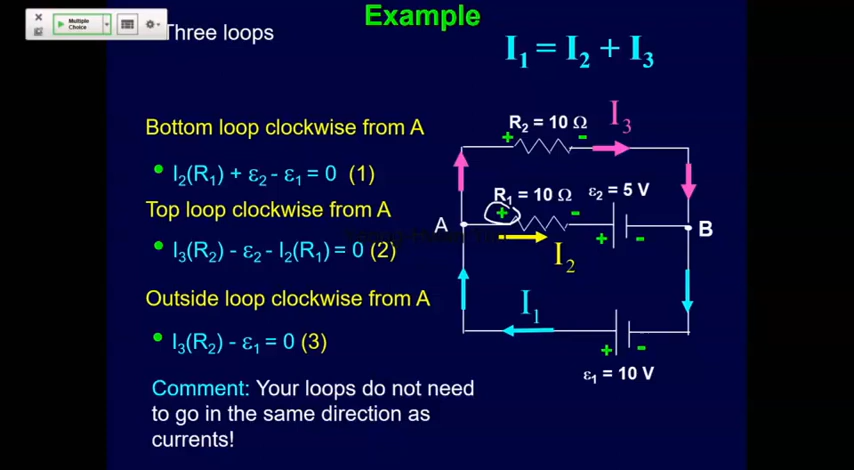 Multiple
Choice
Three loops
Example
I₁ = I₂ + I₃
Bottom loop clockwise from A
• I₂(R₁) + ε₂ - ε₁ = 0 (1)
Top loop clockwise from A
• I₃(R₂) - ε₂ - I₂(R₁) = 0 (2)
Outside loop clockwise from A
• I₃(R₂) - ε₁ = 0 (3)
Comment: Your loops do not need
to go in the same direction as
currents!
R₂ = 10 Ω
I₃
+ -
R₁ = 10 Ω ε₂ = 5 V
+ -
A
B
+ -
I₂
I₁
+ -
ε₁ = 10 V